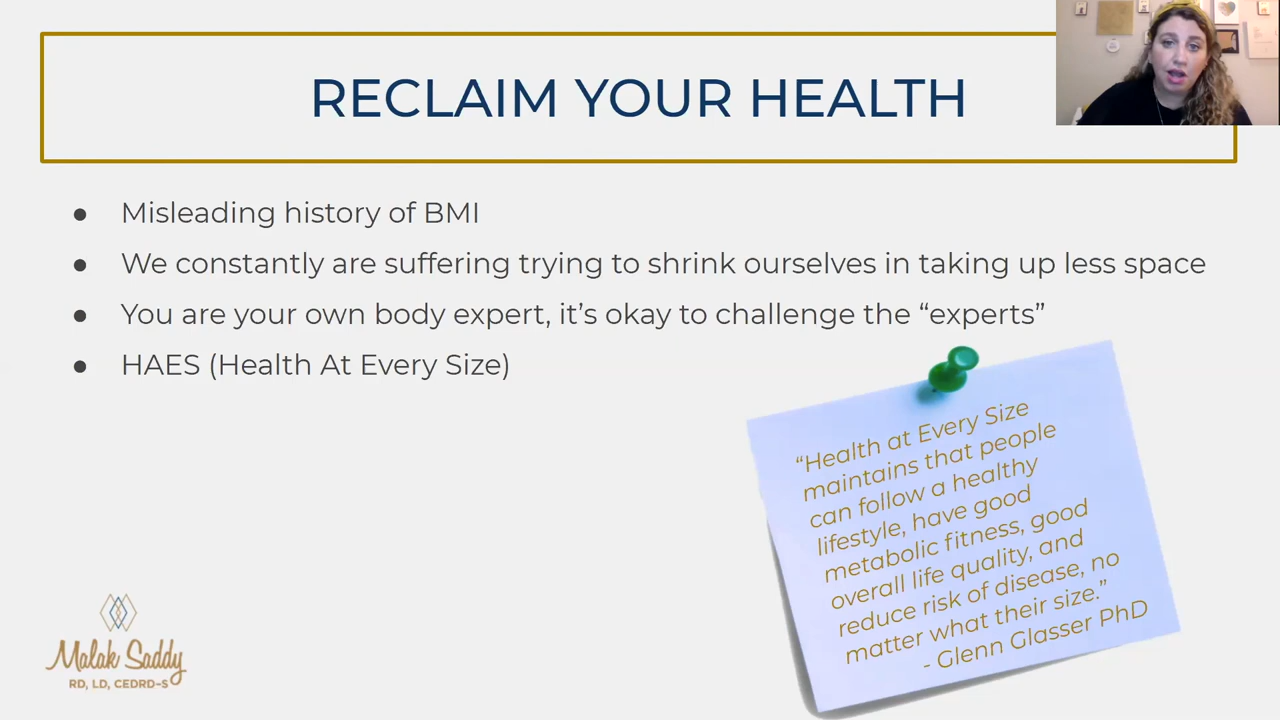 RECLAIM YOUR HEALTH
● Misleading history of BMI
● We constantly are suffering trying to shrink ourselves in taking up less space
● You are your own body expert, it’s okay to challenge the “experts”
● HAES (Health At Every Size)
“Health at Every Size
maintains that people
can follow a healthy
lifestyle, have good
metabolic fitness, good
overall life quality, and
reduce risk of disease, no
matter what their size.”
- Glenn Glasser PhD
Malak Saddy
RD, LD, CEDRD-S